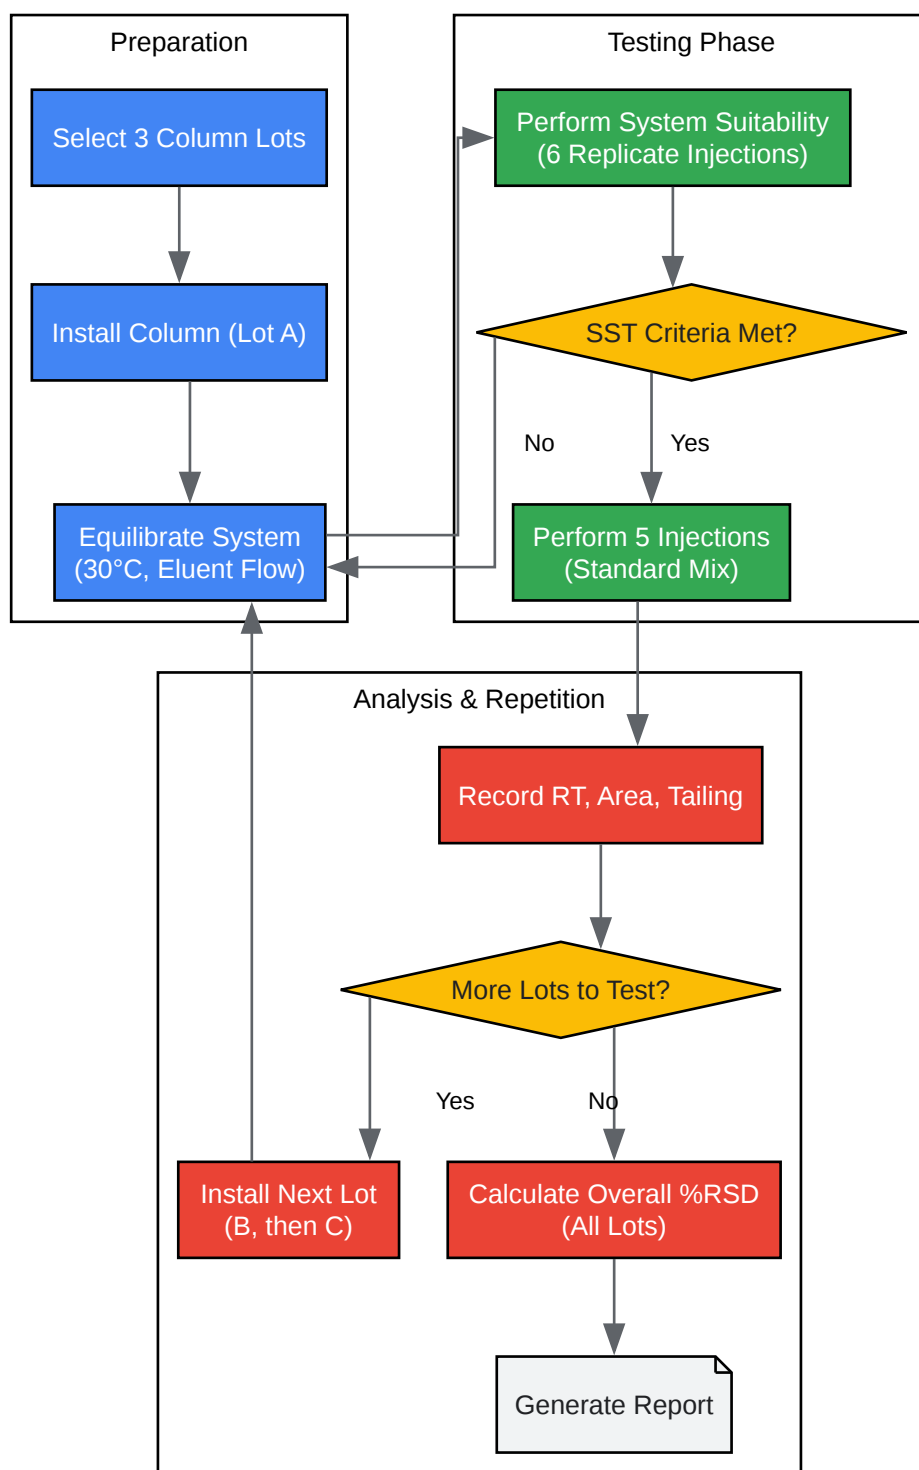 Preparation
Select 3 Column Lots
Install Column (Lot A)
Equilibrate System
(30°C, Eluent Flow)
Testing Phase
Perform System Suitability
(6 Replicate Injections)
SST Criteria Met?
No
Yes
Perform 5 Injections
(Standard Mix)
Analysis & Repetition
Record RT, Area, Tailing
More Lots to Test?
Yes
No
Install Next Lot
(B, then C)
Calculate Overall %RSD
(All Lots)
Generate Report